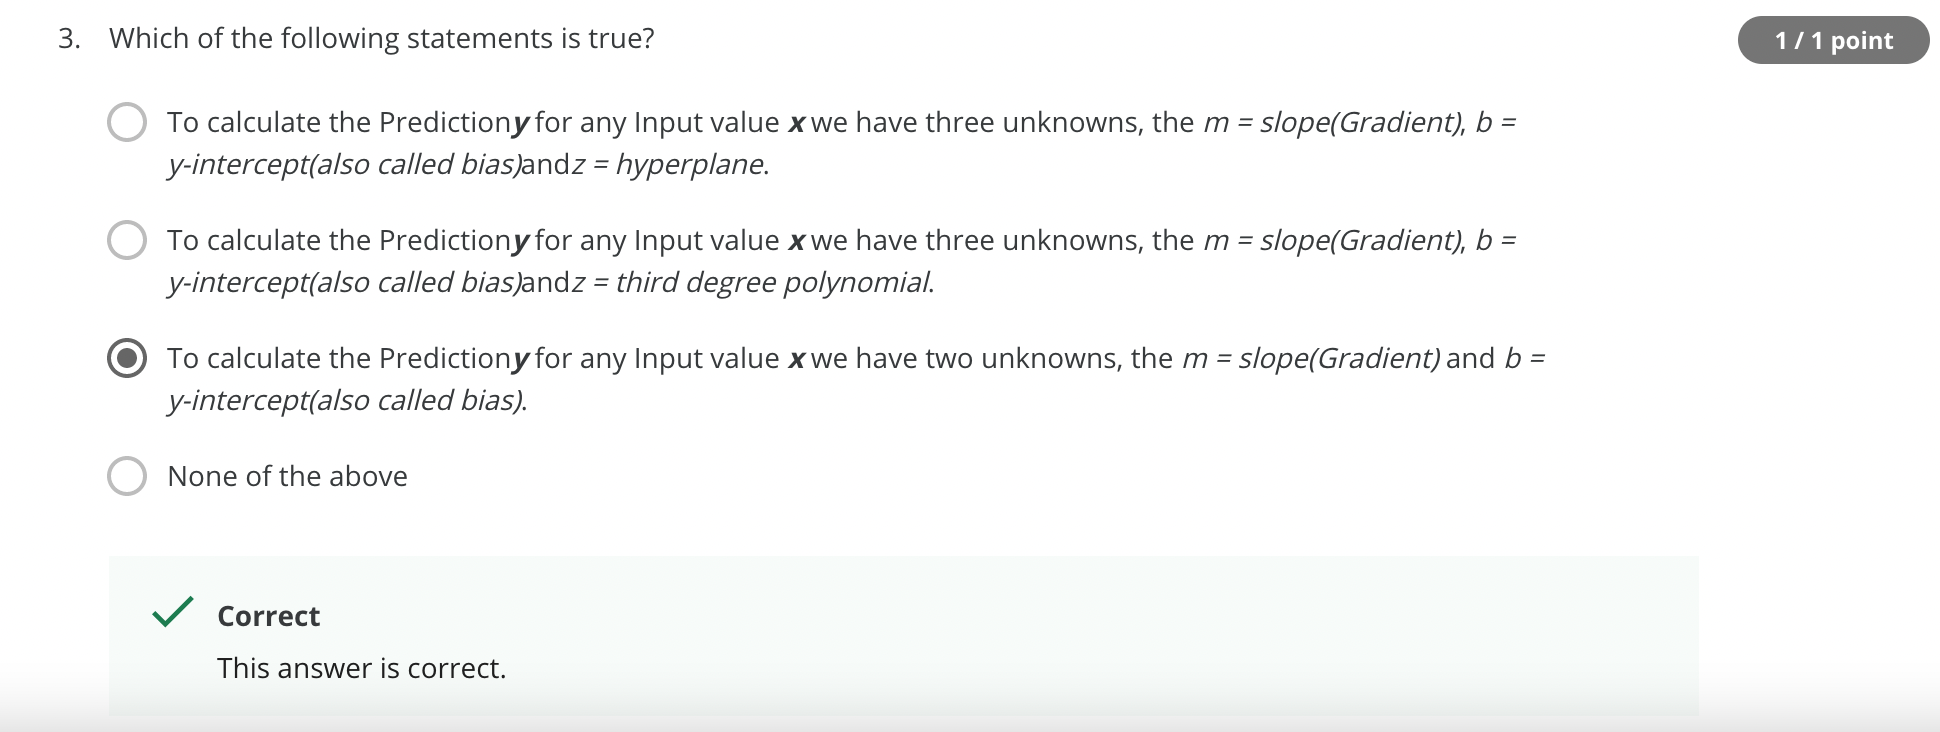 3. Which of the following statements is true?
1 / 1 point
To calculate the Predictiony for any Input value x we have three unknowns, the m = slope(Gradient), b =
y-intercept(also called bias)andz = hyperplane.
To calculate the Predictiony for any Input value x we have three unknowns, the m = slope(Gradient), b =
y-intercept(also called bias)andz = third degree polynomial.
To calculate the Predictiony for any Input value x we have two unknowns, the m = slope(Gradient) and b =
y-intercept(also called bias).
None of the above
Correct
This answer is correct.